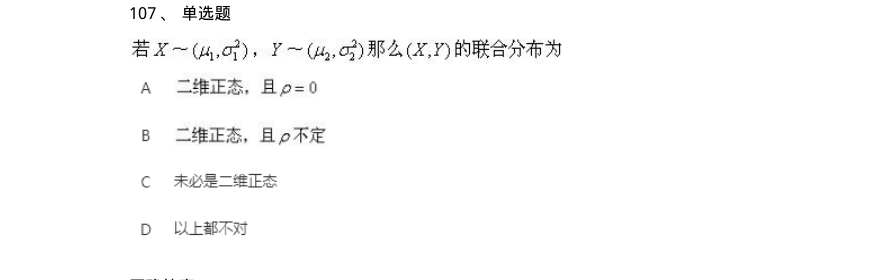 107、 单选题
若 X～(μ₁,σ₁²)，Y～(μ₂,σ₂²)那么(X,Y)的联合分布为
A 二维正态，且 ρ = 0
B 二维正态，且 ρ 不定
C 未必是二维正态
D 以上都不对